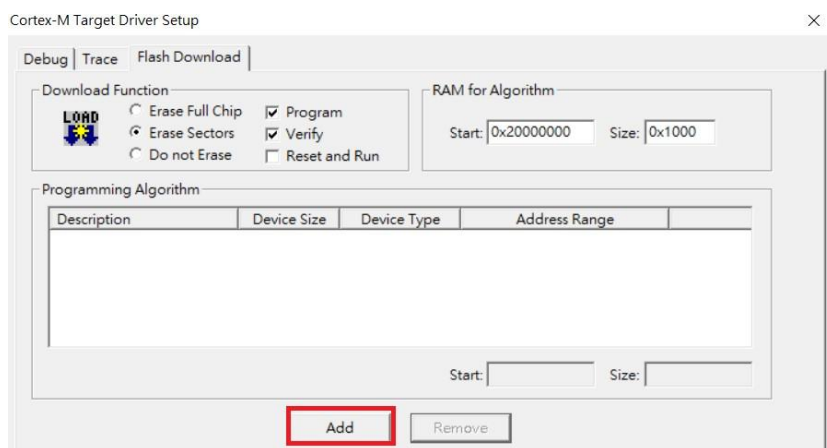 Cortex-M Target Driver Setup
Debug Trace Flash Download
Download Function
LOAD
Erase Full Chip
Erase Sectors
Do not Erase
Program
Verify
Reset and Run
RAM for Algorithm
Start: 0x20000000 Size: 0x1000
Programming Algorithm
Description Device Size Device Type Address Range
Start: Size:
Add Remove